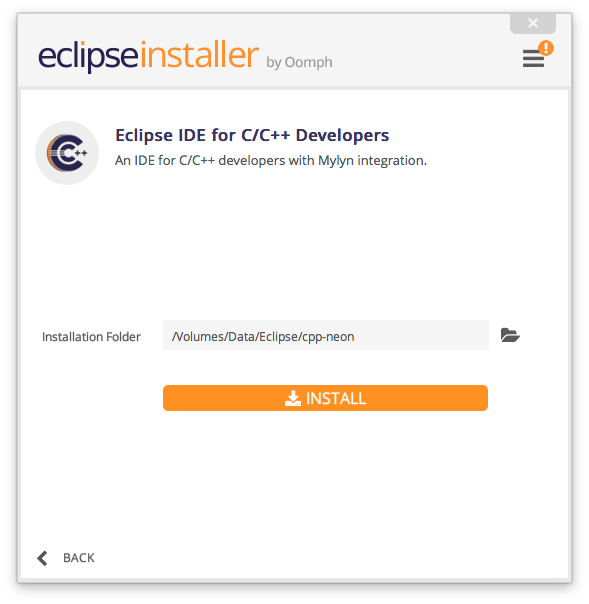 eclipseinstaller by Oomph
Eclipse IDE for C/C++ Developers
An IDE for C/C++ developers with Mylyn integration.
Installation Folder /Volumes/Data/Eclipse/cpp-neon
INSTALL
BACK